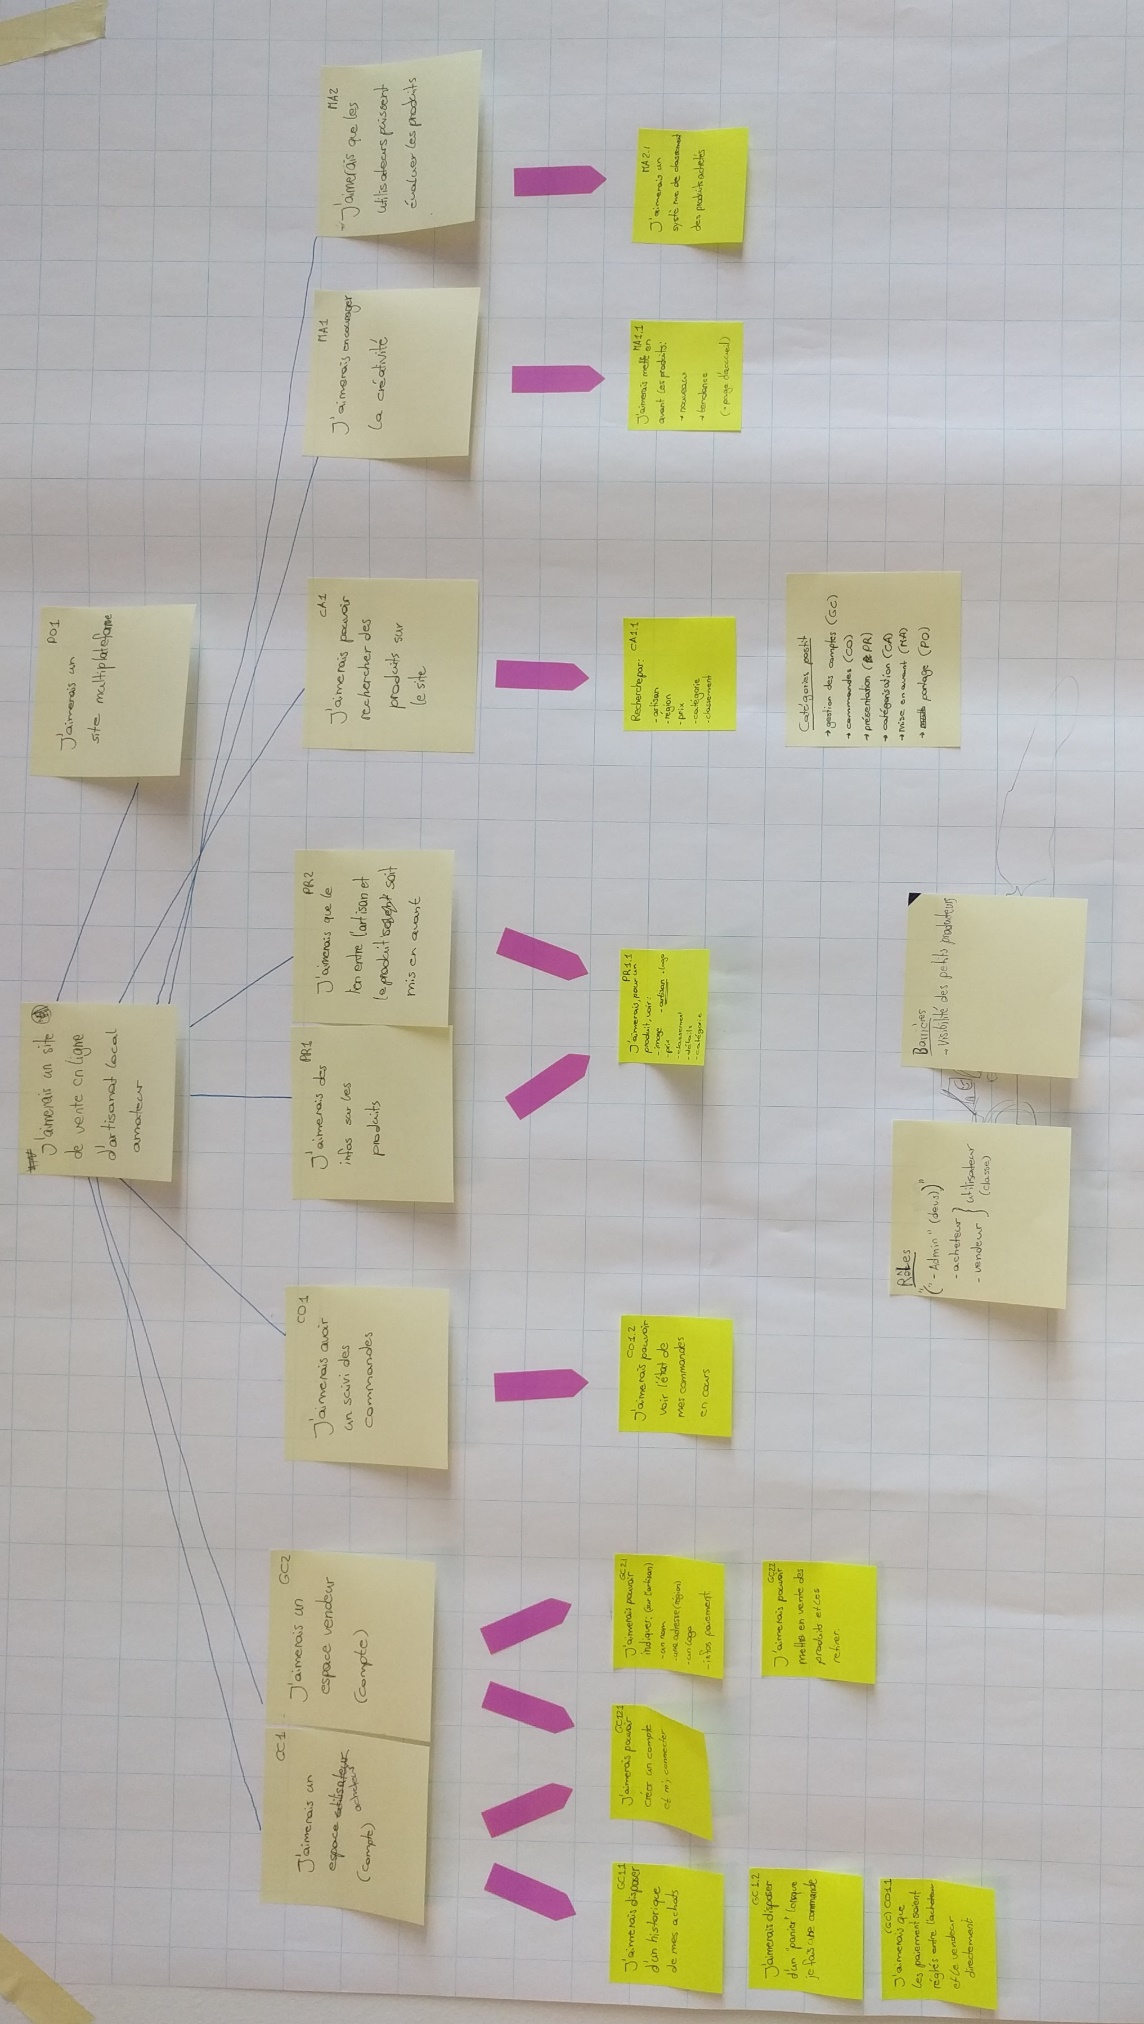 J'aimerais un site
de vente en ligne
d'artisanat local
amateur
PO1
J'aimerais un
site multiplateforme
GC1
J'aimerais un
espace utilisateur
acheteur
(compte)
GC2
J'aimerais un
espace vendeur
(compte)
CO1
J'aimerais avoir
un suivi des
commandes
PR1
J'aimerais des
infos sur les
produits
PR2
J'aimerais que le
lien entre l'artisan et
le produit soit
mis en avant
CA1
J'aimerais pouvoir
rechercher des
produits sur
le site
MA1
J'aimerais encourager
la créativité
MA2
J'aimerais que les
utilisateurs puissent
évaluer les produits
GC1.1
J'aimerais disposer
d'un historique
de mes achats
GC1.2
J'aimerais disposer
d'un "panier" lorsque
je fais une commande
(GC) CO1.1
J'aimerais que
les paiement soient
réglés entre l'acheteur
et le vendeur
directement
GC12.1
J'aimerais pouvoir
créer un compte
et m'y connecter
GC2.1
J'aimerais pouvoir
indiquer: (sur l'artisan)
- un nom
- une adresse (région)
- un logo
- infos paiement
GC2.2
J'aimerais pouvoir
mettre en vente des
produits et les
retirer
CO1.2
J'aimerais pouvoir
voir l'état de
mes commandes
en cours
PR1.1
J'aimerais, pour un
produit, voir:
- image - artisan + logo
- prix
- classement
- détails
- catégorie
CA1.1
Recherche par:
- artisan
- région
- prix
- catégorie
- classement
MA1.1
J'aimerais mettre en
avant les produits:
→ nouveaux
→ tendance
(→ page d'accueil)
MA2.1
J'aimerais un
système de classement
des produits achetés
Rôles
"(- Admin" (devs))"
- acheteur } utilisateur
- vendeur } (classe)
Barrières
→ Visibilité des petits producteurs
Catégories postit
→ gestion des comptes (GC)
→ commandes (CO)
→ présentation (PR)
→ catégorisation (CA)
→ mise en avant (MA)
→ portage (PO)